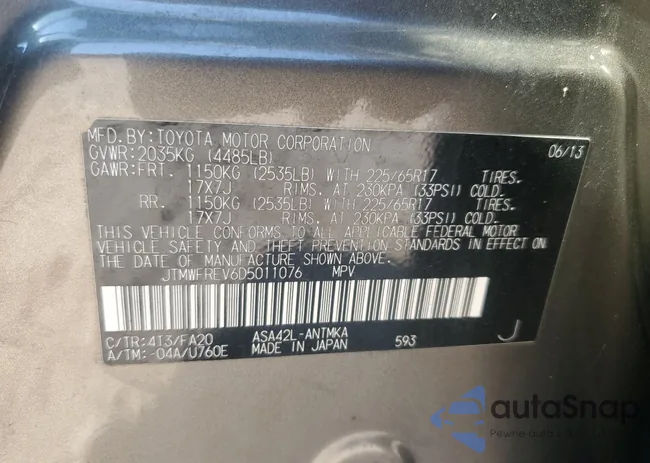 MFD. BY: TOYOTA MOTOR CORPORATION 06/13
GVWR: 2035KG (4485LB)
GAWR: FRT. 1150KG (2535LB) WITH 225/65R17 TIRES.
17X7J RIMS. AT 230KPA (33PSI) COLD.
RR. 1150KG (2535LB) WITH 225/65R17 TIRES.
17X7J RIMS. AT 230KPA (33PSI) COLD.
THIS VEHICLE CONFORMS TO ALL APPLICABLE FEDERAL MOTOR
VEHICLE SAFETY AND THEFT PREVENTION STANDARDS IN EFFECT ON
THE DATE OF MANUFACTURE SHOWN ABOVE.
JTMWFREV6D5011076 MPV
C/TR: 4T3/FA20 ASA42L-ANTMKA 593 J
A/TM: -04A/U760E MADE IN JAPAN
autoSnap